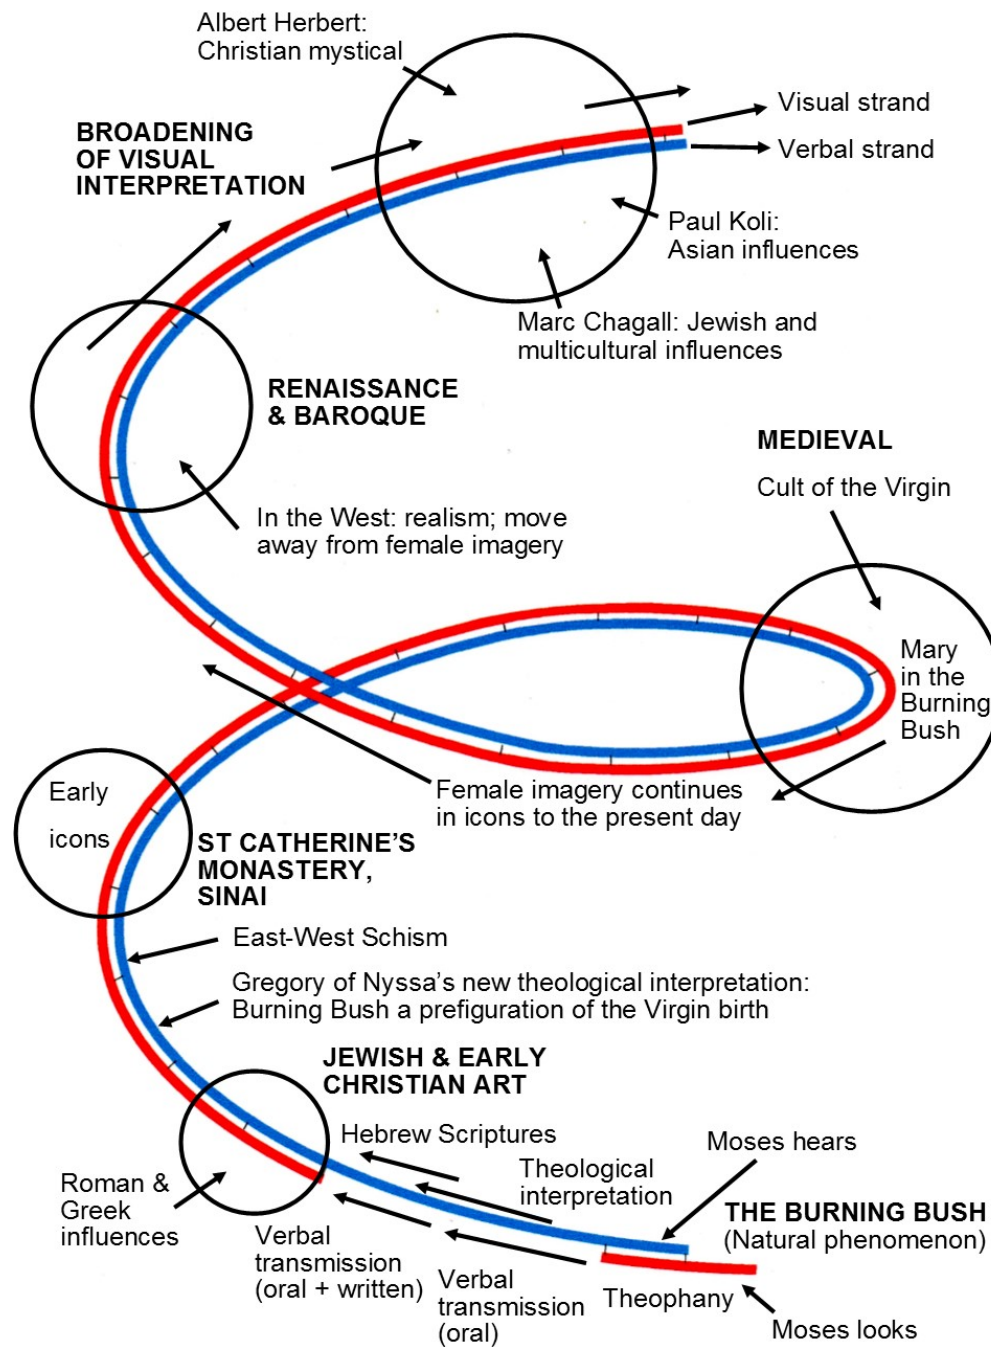 Albert Herbert:
Christian mystical
Visual strand
BROADENING
OF VISUAL
INTERPRETATION
Verbal strand
Paul Koli:
Asian influences
Marc Chagall: Jewish and
multicultural influences
RENAISSANCE
& BAROQUE
MEDIEVAL
Cult of the Virgin
In the West: realism; move
away from female imagery
Mary
in the
Burning
Bush
Female imagery continues
in icons to the present day
Early
icons
ST CATHERINE'S
MONASTERY,
SINAI
East-West Schism
Gregory of Nyssa's new theological interpretation:
Burning Bush a prefiguration of the Virgin birth
JEWISH & EARLY
CHRISTIAN ART
Hebrew Scriptures
Moses hears
Theological
interpretation
Roman &
Greek
influences
THE BURNING BUSH
(Natural phenomenon)
Verbal
transmission
(oral + written)
Verbal
transmission
(oral)
Theophany
Moses looks